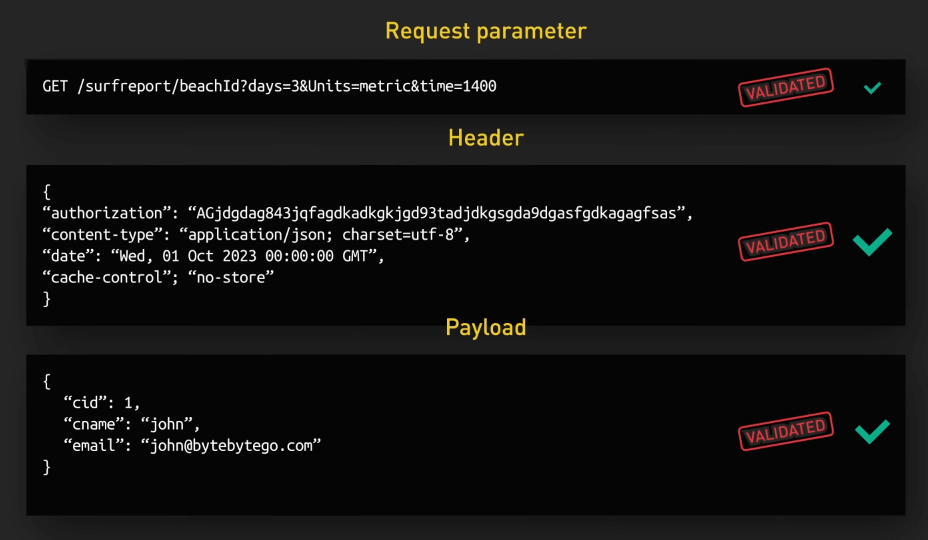 Request parameter
GET /surfreport/beachId?days=3&Units=metric&time=1400
VALIDATED
Header
{
“authorization”: “AGjdgdag843jqfagdkadkgkjgd93tadjdkgsgda9dgasfgdkagagfsas”,
“content-type”: “application/json; charset=utf-8”,
“date”: “Wed, 01 Oct 2023 00:00:00 GMT”,
“cache-control”; “no-store”
}
VALIDATED
Payload
{
“cid”: 1,
“cname”: “john”,
“email”: “john@bytebytego.com”
}
VALIDATED